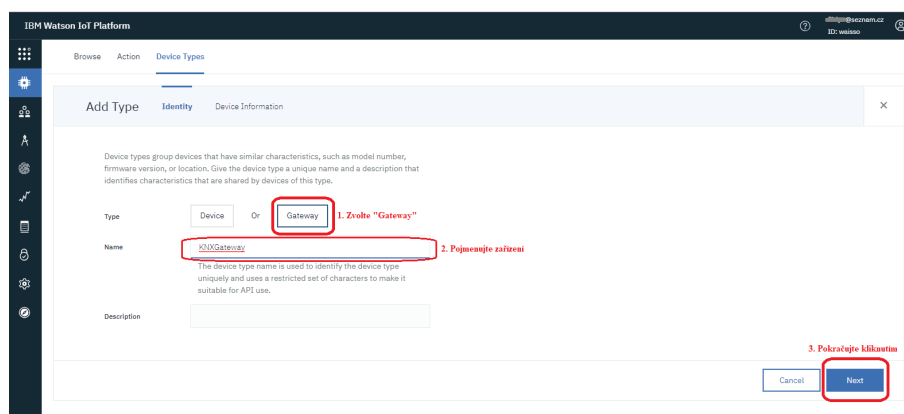 IBM Watson IoT Platform
@seznam.cz
ID: waisso
Browse Action Device Types
Add Type Identity Device Information
Device types group devices that have similar characteristics, such as model number,
firmware version, or location. Give the device type a unique name and a description that
identifies characteristics that are shared by devices of this type.
Type Device Or Gateway 1. Zvolte "Gateway"
Name KNXGateway 2. Pojmenujte zařízení
The device type name is used to identify the device type
uniquely and uses a restricted set of characters to make it
suitable for API use.
Description
3. Pokračujte kliknutím
Cancel Next